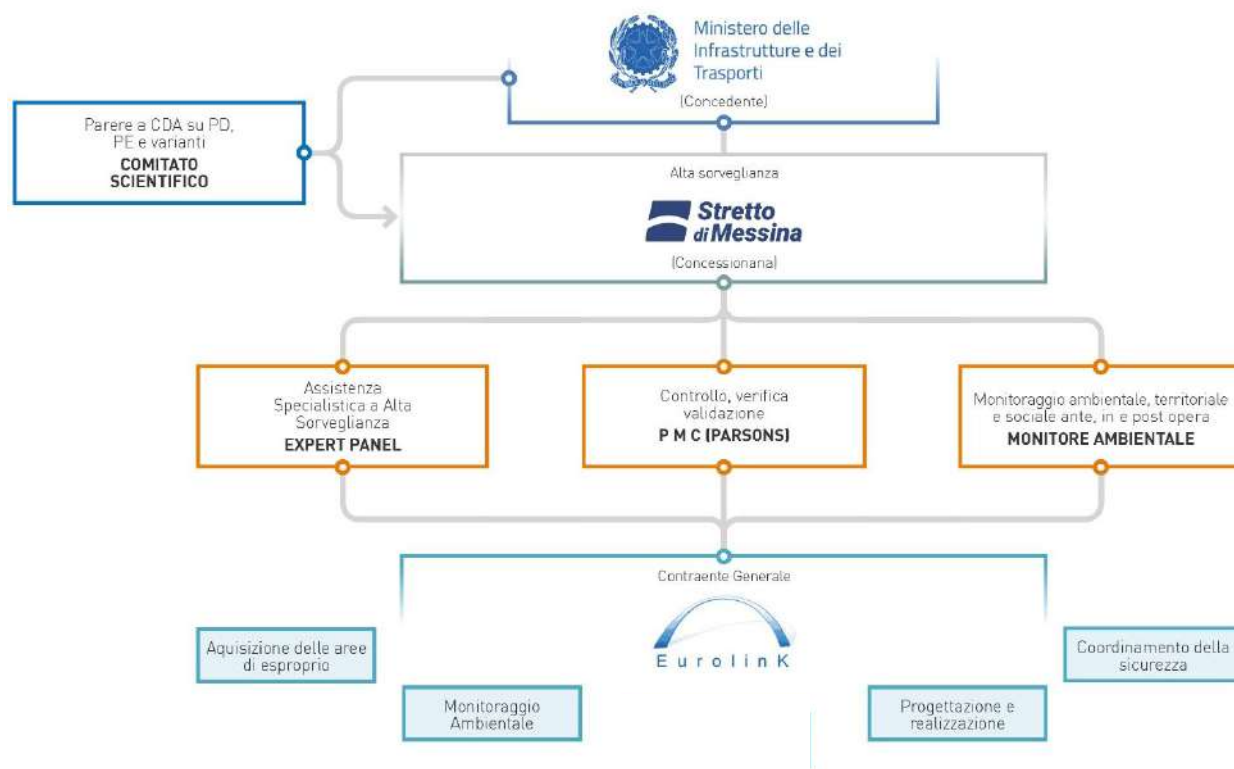 Ministero delle
Infrastrutture e dei
Trasporti
(Concedente)
Parere a CDA su PD,
PE e varianti
COMITATO
SCIENTIFICO
Alta sorveglianza
Stretto
di Messina
(Concessionaria)
Assistenza
Specialistica a Alta
Sorveglianza
EXPERT PANEL
Controllo, verifica
validazione
P M C (PARSONS)
Monitoraggio ambientale, territoriale
e sociale ante, in e post opera
MONITORE AMBIENTALE
Contraente Generale
EurolinK
Aquisizione delle aree
di esproprio
Monitoraggio
Ambientale
Progettazione e
realizzazione
Coordinamento della
sicurezza